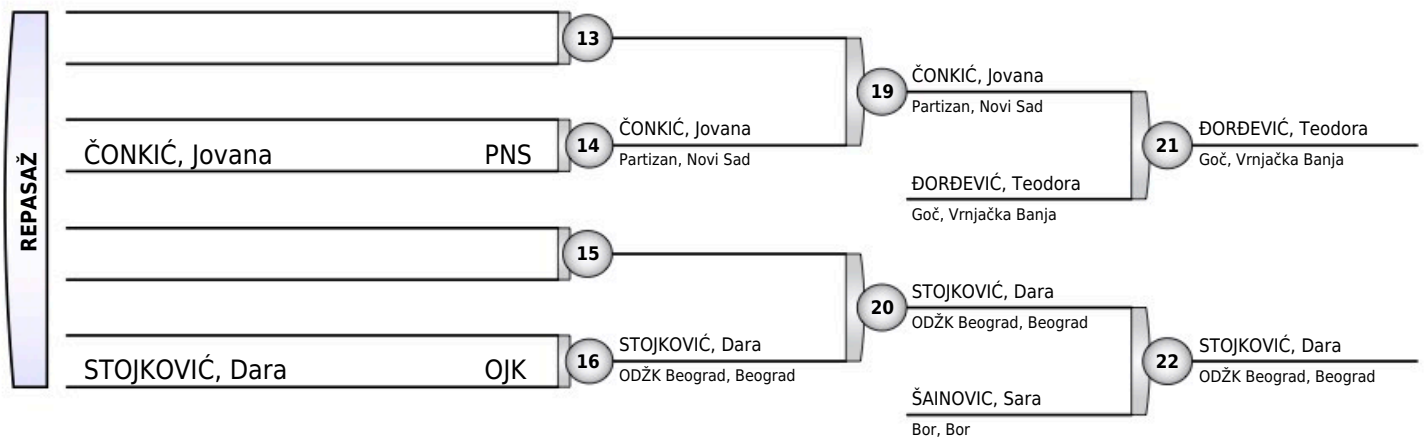 REPASAŽ
13
ČONKIĆ, Jovana PNS
14
ČONKIĆ, Jovana
Partizan, Novi Sad
19
ČONKIĆ, Jovana
Partizan, Novi Sad
ĐORĐEVIĆ, Teodora
Goč, Vrnjačka Banja
21
ĐORĐEVIĆ, Teodora
Goč, Vrnjačka Banja
15
STOJKOVIĆ, Dara OJK
16
STOJKOVIĆ, Dara
ODŽK Beograd, Beograd
20
STOJKOVIĆ, Dara
ODŽK Beograd, Beograd
ŠAINOVIC, Sara
Bor, Bor
22
STOJKOVIĆ, Dara
ODŽK Beograd, Beograd